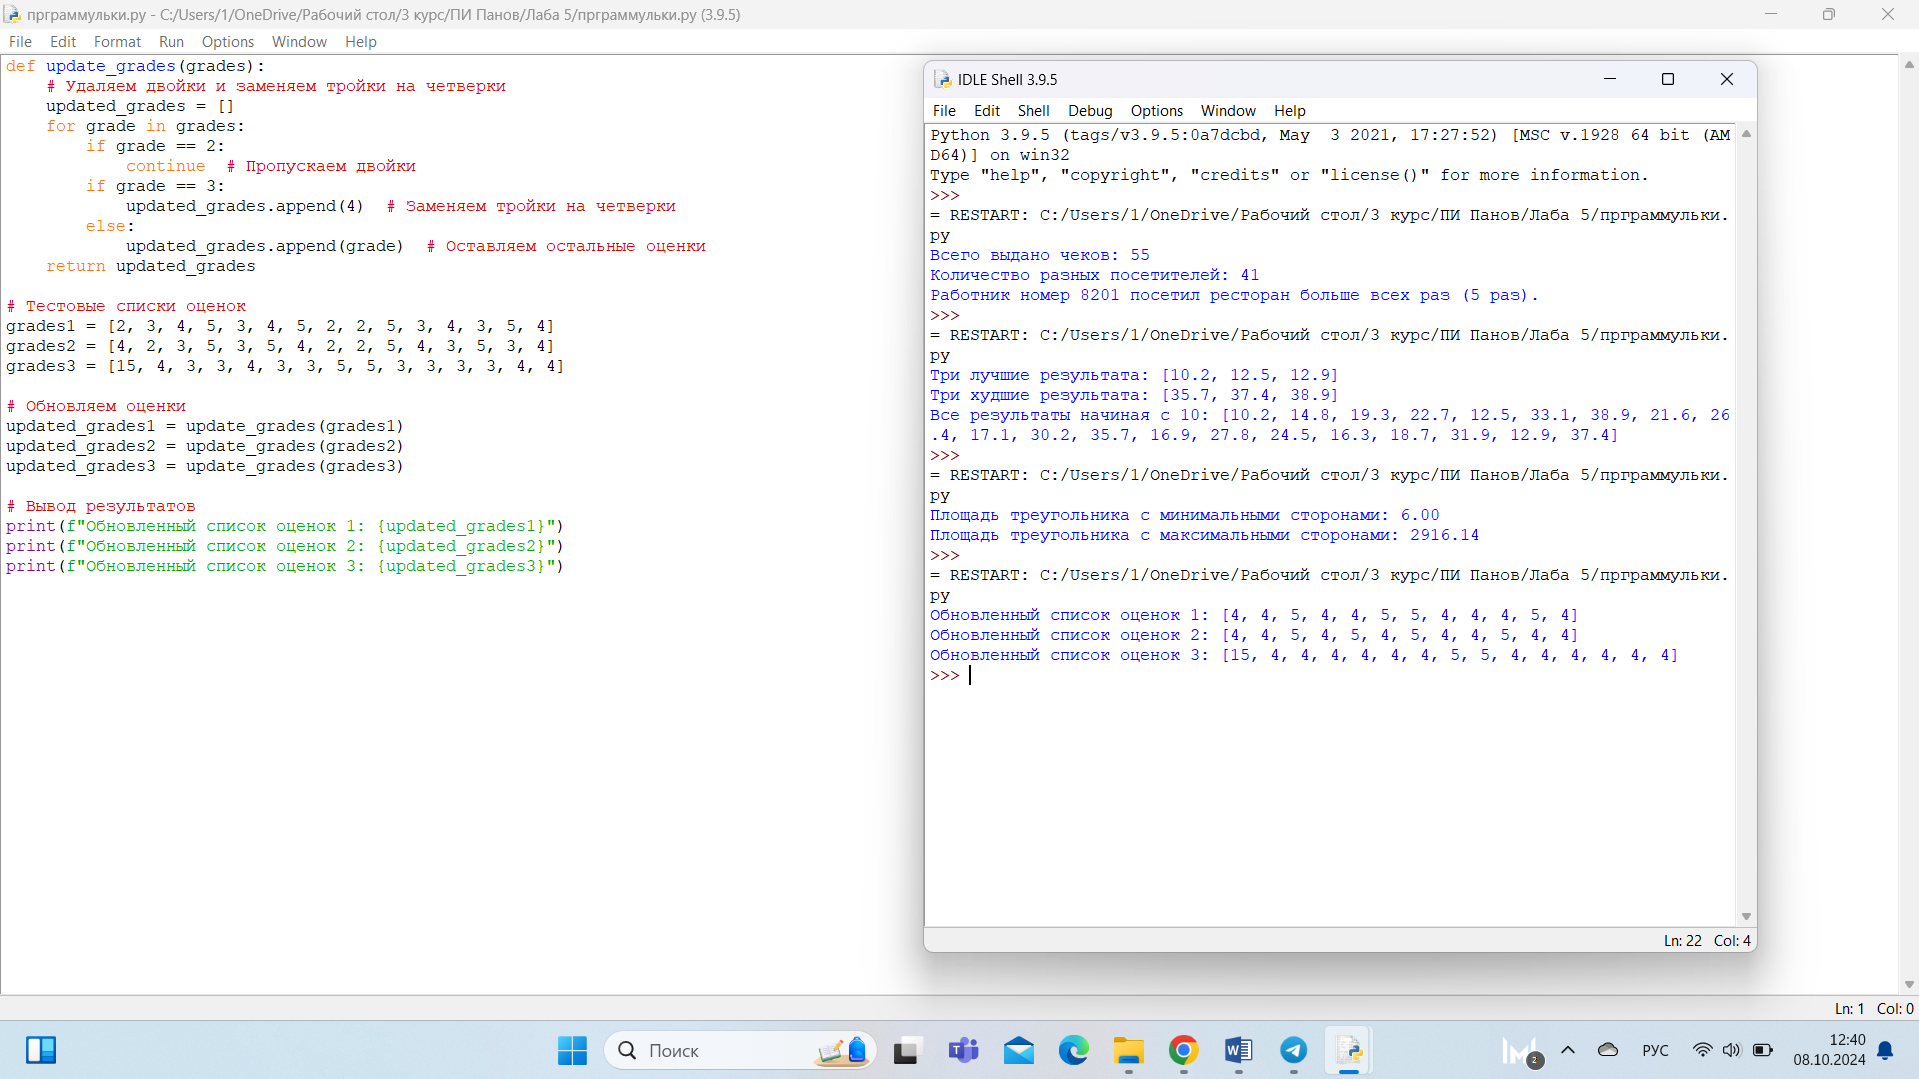 прграммульки.py - C:/Users/1/OneDrive/Рабочий стол/3 курс/ПИ Панов/Лаба 5/прграммульки.py (3.9.5)
File Edit Format Run Options Window Help
def update_grades(grades):
    # Удаляем двойки и заменяем тройки на четверки
    updated_grades = []
    for grade in grades:
        if grade == 2:
            continue  # Пропускаем двойки
        if grade == 3:
            updated_grades.append(4)  # Заменяем тройки на четверки
        else:
            updated_grades.append(grade)  # Оставляем остальные оценки
    return updated_grades
# Тестовые списки оценок
grades1 = [2, 3, 4, 5, 3, 4, 5, 2, 2, 5, 3, 4, 3, 5, 4]
grades2 = [4, 2, 3, 5, 3, 5, 4, 2, 2, 5, 4, 3, 5, 3, 4]
grades3 = [15, 4, 3, 3, 4, 3, 3, 5, 5, 3, 3, 3, 3, 4, 4]
# Обновляем оценки
updated_grades1 = update_grades(grades1)
updated_grades2 = update_grades(grades2)
updated_grades3 = update_grades(grades3)
# Вывод результатов
print(f"Обновленный список оценок 1: {updated_grades1}")
print(f"Обновленный список оценок 2: {updated_grades2}")
print(f"Обновленный список оценок 3: {updated_grades3}")
IDLE Shell 3.9.5
File Edit Shell Debug Options Window Help
Python 3.9.5 (tags/v3.9.5:0a7dcbd, May  3 2021, 17:27:52) [MSC v.1928 64 bit (AM
D64)] on win32
Type "help", "copyright", "credits" or "license()" for more information.
>>>
= RESTART: C:/Users/1/OneDrive/Рабочий стол/3 курс/ПИ Панов/Лаба 5/прграммульки.
py
Всего выдано чеков: 55
Количество разных посетителей: 41
Работник номер 8201 посетил ресторан больше всех раз (5 раз).
>>>
= RESTART: C:/Users/1/OneDrive/Рабочий стол/3 курс/ПИ Панов/Лаба 5/прграммульки.
py
Три лучшие результата: [10.2, 12.5, 12.9]
Три худшие результата: [35.7, 37.4, 38.9]
Все результаты начиная с 10: [10.2, 14.8, 19.3, 22.7, 12.5, 33.1, 38.9, 21.6, 26
.4, 17.1, 30.2, 35.7, 16.9, 27.8, 24.5, 16.3, 18.7, 31.9, 12.9, 37.4]
>>>
= RESTART: C:/Users/1/OneDrive/Рабочий стол/3 курс/ПИ Панов/Лаба 5/прграммульки.
py
Площадь треугольника с минимальными сторонами: 6.00
Площадь треугольника с максимальными сторонами: 2916.14
>>>
= RESTART: C:/Users/1/OneDrive/Рабочий стол/3 курс/ПИ Панов/Лаба 5/прграммульки.
py
Обновленный список оценок 1: [4, 4, 5, 4, 4, 5, 5, 4, 4, 4, 5, 4]
Обновленный список оценок 2: [4, 4, 5, 4, 5, 4, 5, 4, 4, 5, 4, 4]
Обновленный список оценок 3: [15, 4, 4, 4, 4, 4, 4, 5, 5, 4, 4, 4, 4, 4, 4]
>>>
Ln: 22 Col: 4
Ln: 1 Col: 0
Поиск
2
РУС
12:40
08.10.2024